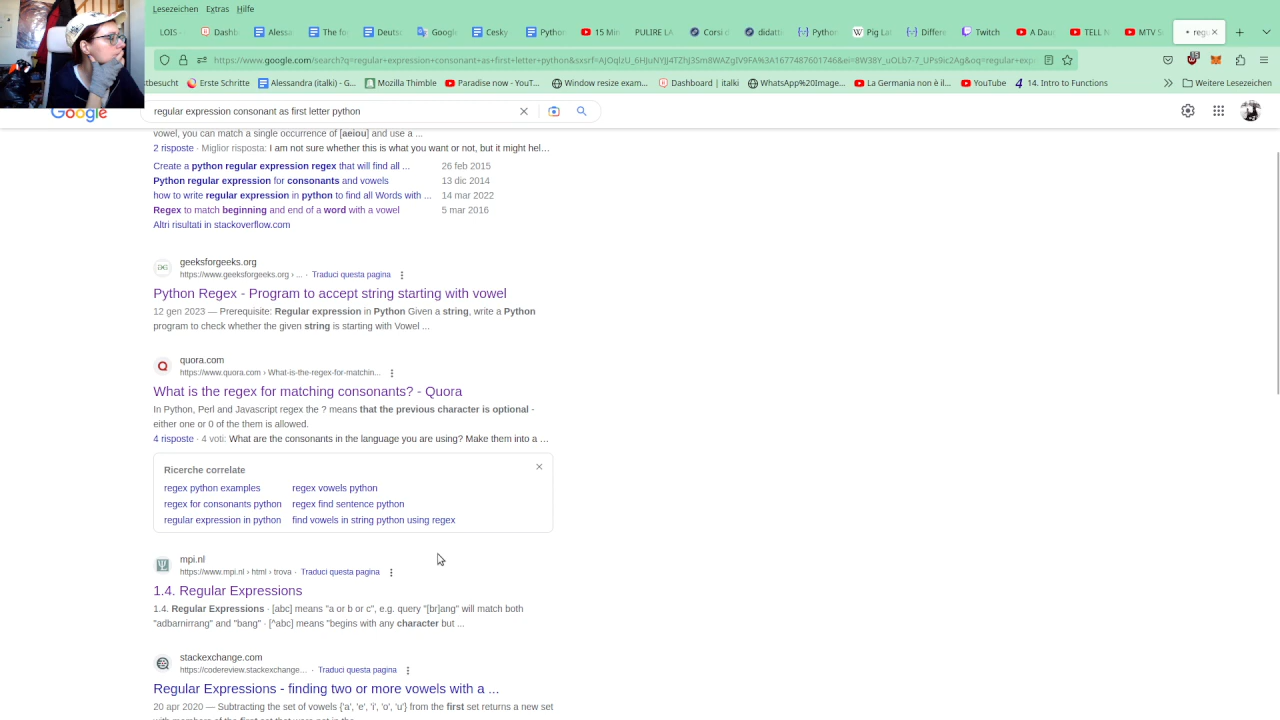 Lesezeichen Extras Hilfe
LOIS - Dashb Alessa The fo Deutsc Google Cesky Python 15 Min PULIRE LA Corsi d didatti Python Pig Lat Differe Twitch A Daug TELL N MTV S reg
https://www.google.com/search?q=regular+expression+consonant+as+first+letter+python&sxsrf=AJOqlzU_6HJuNYJJ4TZhJ3Sm8WAZgIV9FA%3A1677487601746&ei=8W38Y_uOLb7-7_UPs9ic2Ag&oq=regular+exp
besucht Erste Schritte Alessandra (italki) Mozilla Thimble Paradise now - YouT... Window resize exam... Dashboard | italki WhatsApp%20Image... La Germania non è il... YouTube 14. Intro to Functions Weitere Lesezeichen
Google regular expression consonant as first letter python
vowel, you can match a single occurrence of [aeiou] and use a ...
2 risposte · Miglior risposta: I am not sure whether this is what you want or not, but it might hel...
Create a python regular expression regex that will find all ... 26 feb 2015
Python regular expression for consonants and vowels 13 dic 2014
how to write regular expression in python to find all Words with ... 14 mar 2022
Regex to match beginning and end of a word with a vowel 5 mar 2016
Altri risultati in stackoverflow.com
geeksforgeeks.org
https://www.geeksforgeeks.org › ... · Traduci questa pagina
Python Regex - Program to accept string starting with vowel
12 gen 2023 — Prerequisite: Regular expression in Python Given a string, write a Python
program to check whether the given string is starting with Vowel ...
quora.com
https://www.quora.com › What-is-the-regex-for-matchin...
What is the regex for matching consonants? - Quora
In Python, Perl and Javascript regex the ? means that the previous character is optional -
either one or 0 of the them is allowed.
4 risposte · 4 voti: What are the consonants in the language you are using? Make them into a ...
Ricerche correlate
regex python examples regex vowels python
regex for consonants python regex find sentence python
regular expression in python find vowels in string python using regex
mpi.nl
https://www.mpi.nl › html › trova · Traduci questa pagina
1.4. Regular Expressions
1.4. Regular Expressions · [abc] means "a or b or c", e.g. query "[br]ang" will match both
"adbarnirrang" and "bang" · [^abc] means "begins with any character but ...
stackexchange.com
https://codereview.stackexchange... · Traduci questa pagina
Regular Expressions - finding two or more vowels with a ...
20 apr 2020 — Subtracting the set of vowels {'a', 'e', 'i', 'o', 'u'} from the first set returns a new set